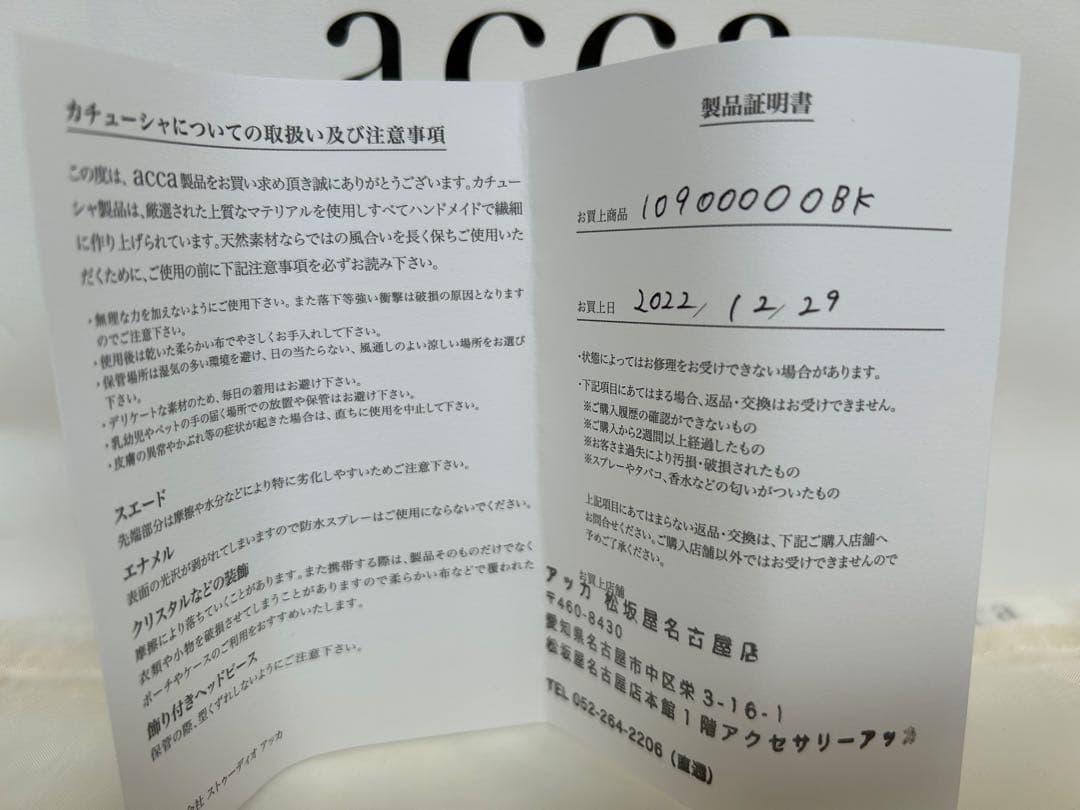 acca
カチューシャについての取扱い及び注意事項
この度は、acca製品をお買い求め頂き誠にありがとうございます。カチュー
シャ製品は、厳選された上質なマテリアルを使用しすべてハンドメイドで繊細
に作り上げられています。天然素材ならではの風合いを長く保ちご使用いた
だくために、ご使用の前に下記注意事項を必ずお読み下さい。
・無理な力を加えないようにご使用下さい。また落下等強い衝撃は破損の原因となります
のでご注意下さい。
・使用後は乾いた柔らかい布でやさしくお手入れして下さい。
・保管場所は湿気の多い環境を避け、日の当たらない、風通しのよい涼しい場所をお選び
下さい。
・デリケートな素材のため、毎日の着用はお避け下さい。
・乳幼児やペットの手の届く場所での放置や保管はお避け下さい。
・皮膚の異常やかぶれ等の症状が起きた場合は、直ちに使用を中止して下さい。
スエード
先端部分は摩擦や水分などにより特に劣化しやすいためご注意下さい。
エナメル
表面の光沢が剥がれてしまいますので防水スプレーはご使用にならないでください。
クリスタルなどの装飾
摩擦により落ちていくことがあります。また携帯する際は、製品そのものだけでなく
衣類や小物を破損させてしまうことがありますので柔らかい布などで覆われた
ポーチやケースのご利用をおすすめいたします。
飾り付きヘッドピース
保管の際、型くずれしないようにご注意下さい。
会社 ストゥーディオ アッカ
製品証明書
お買上商品 10900000BK
お買上日 2022/12/29
・状態によってはお修理をお受けできない場合があります。
・下記項目にあてはまる場合、返品・交換はお受けできません。
※ご購入履歴の確認ができないもの
※ご購入から2週間以上経過したもの
※お客さま過失により汚損・破損されたもの
※スプレーやタバコ、香水などの匂いがついたもの
上記項目にあてはまらない返品・交換は、下記ご購入店舗へ
お問合せください。ご購入店舗以外ではお受けできませんので
予めご了承ください。
お買上店舗
アッカ 松坂屋名古屋店
〒460-8430
愛知県名古屋市中区栄3-16-1
松坂屋名古屋店本館1階アクセサリーアッカ
TEL 052-264-2206(直通)